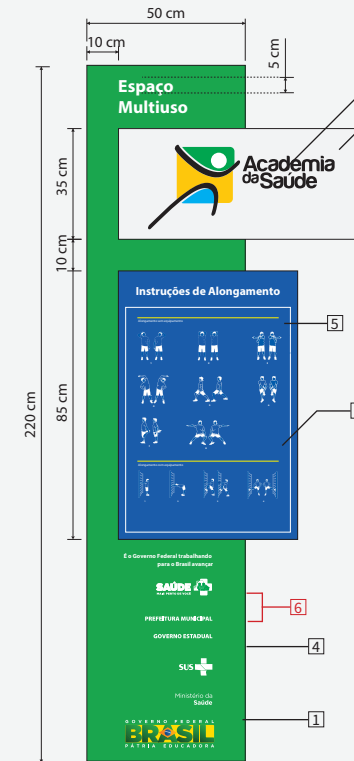 50 cm
10 cm
5 cm
Espaço
Multiuso
35 cm
Academia
da Saúde
10 cm
Instruções de Alongamento
5
220 cm
85 cm
É o Governo Federal trabalhando
para o Brasil avançar
SAÚDE
6
PREFEITURA MUNICIPAL
GOVERNO ESTADUAL
4
SUS
Ministério da
Saúde
1
GOVERNO FEDERAL
BRASIL
PÁTRIA EDUCADORA